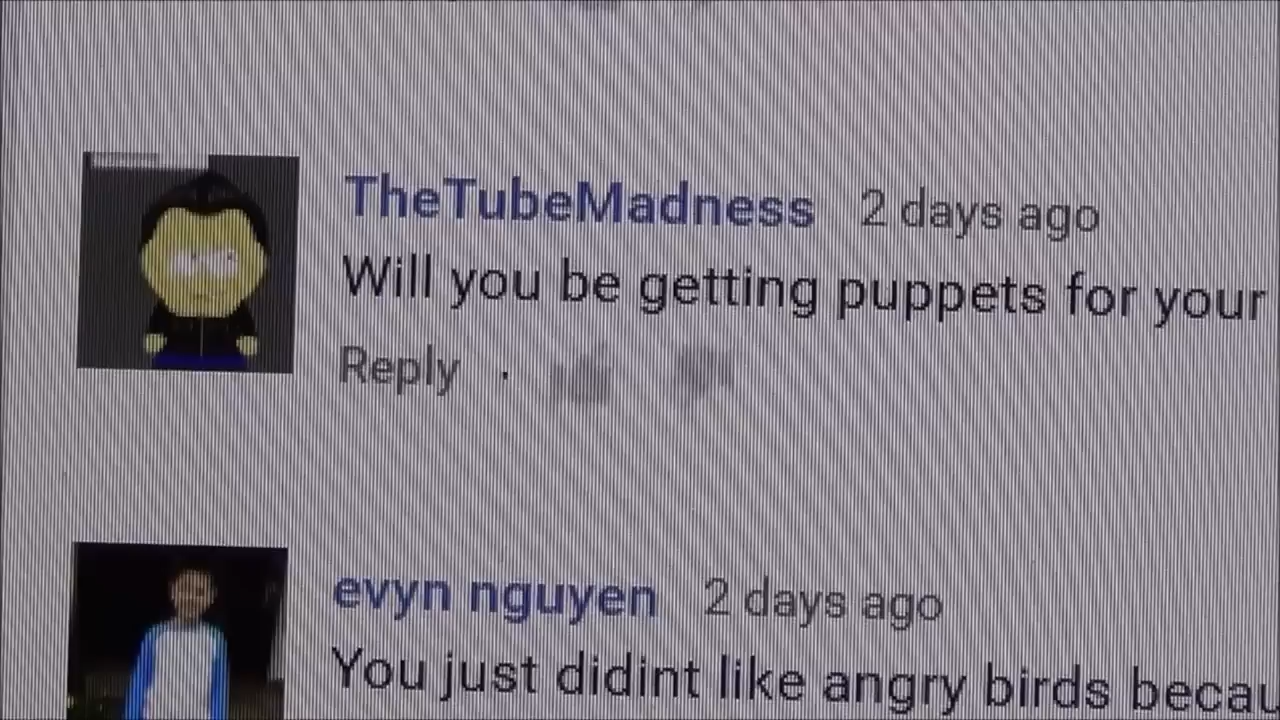 TheTubeMadness 2 days ago
Will you be getting puppets for your
Reply ·
evyn nguyen 2 days ago
You just didint like angry birds becau